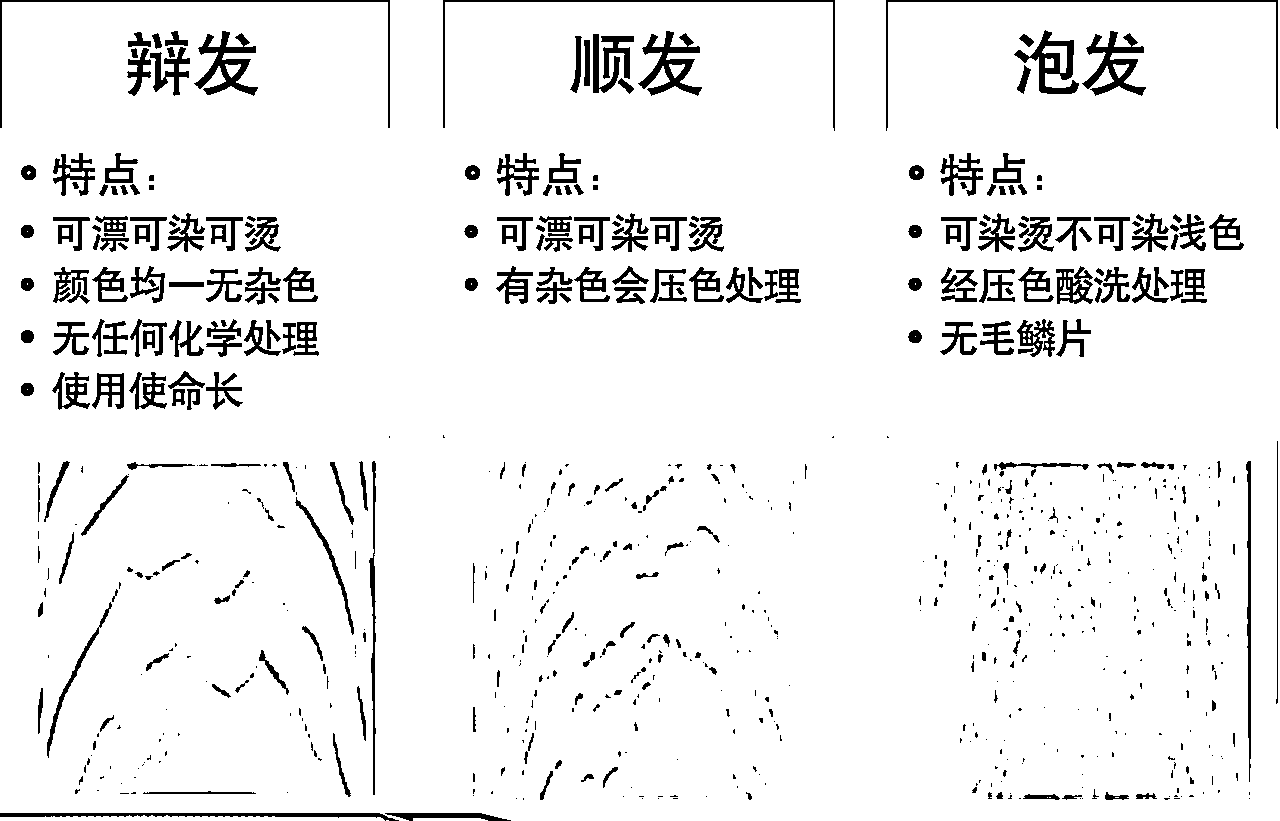 辩发
• 特点：
• 可漂可染可烫
• 颜色均一无杂色
• 无任何化学处理
• 使用使命长
顺发
• 特点：
• 可漂可染可烫
• 有杂色会压色处理
泡发
• 特点：
• 可染烫不可染浅色
• 经压色酸洗处理
• 无毛鳞片